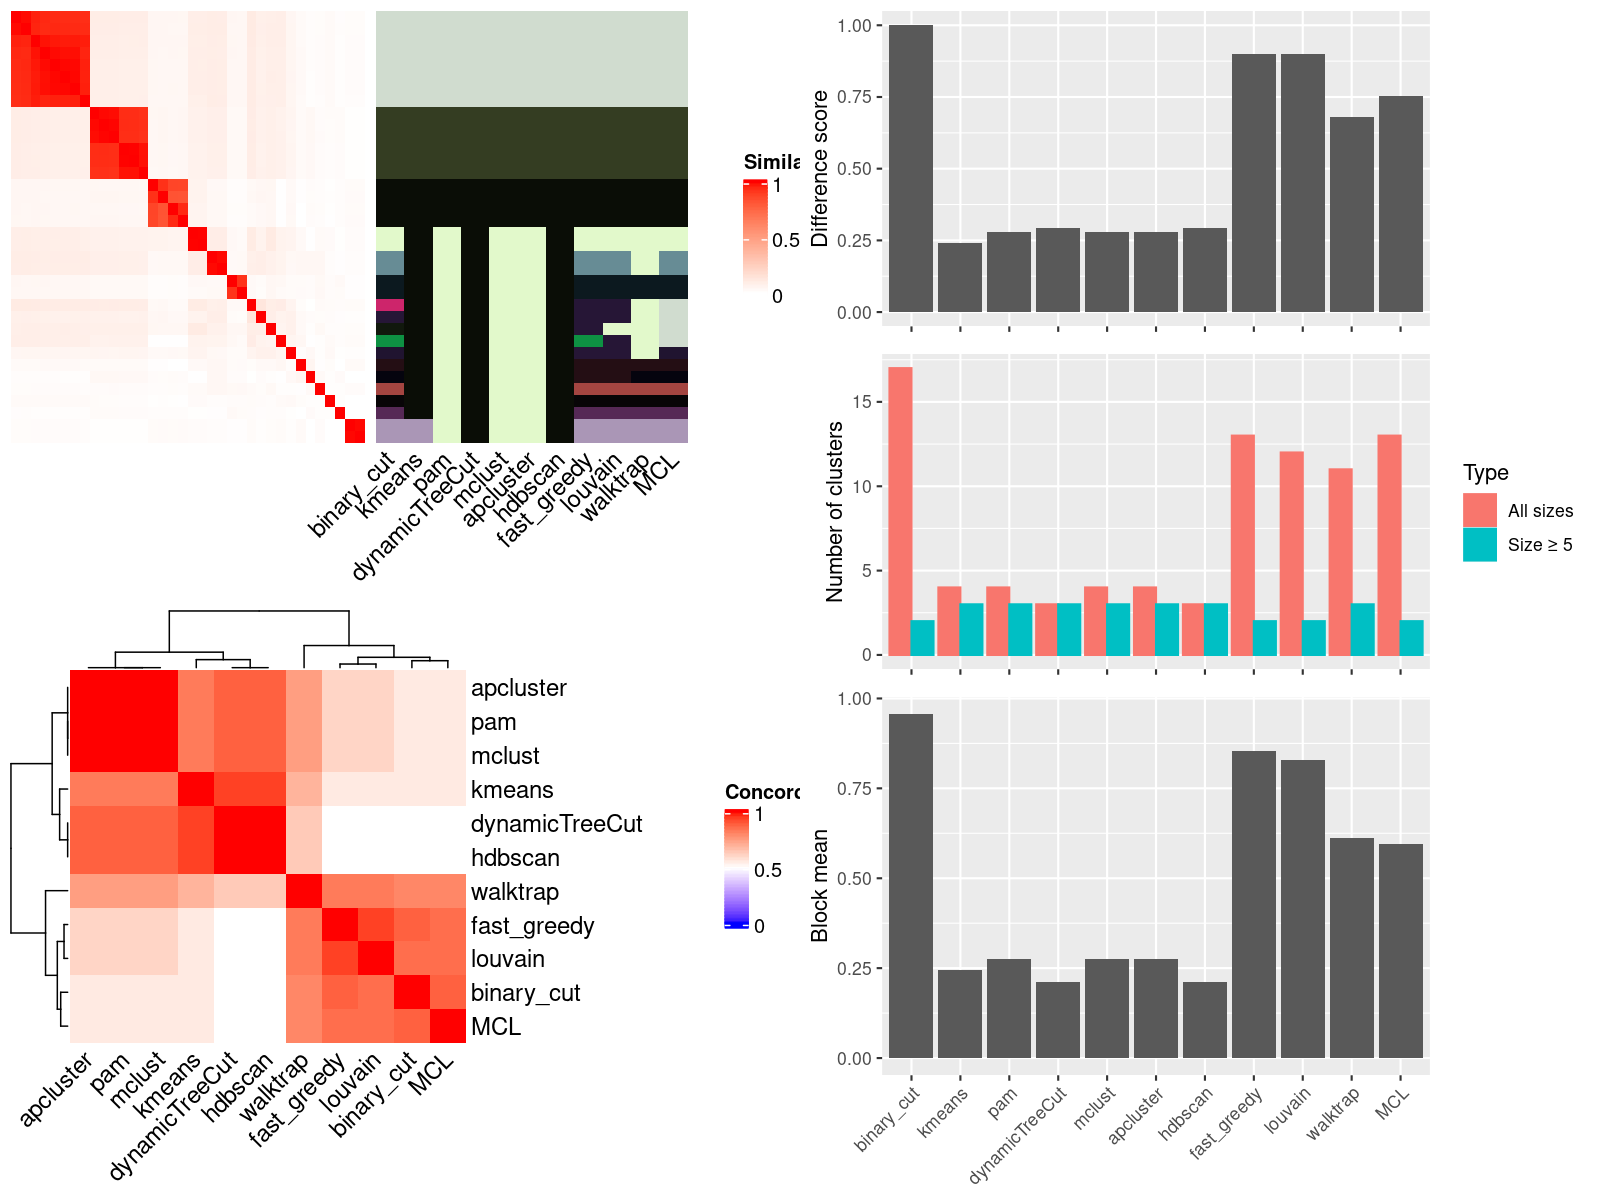 Simila
1
0.5
0
binary_cut
kmeans
pam
dynamicTreeCut
mclust
apcluster
hdbscan
fast_greedy
louvain
walktrap
MCL
Difference score
1.00
0.75
0.50
0.25
0.00
Number of clusters
15
10
5
0
Type
All sizes
Size ≥ 5
Block mean
1.00
0.75
0.50
0.25
0.00
binary_cut
kmeans
pam
dynamicTreeCut
mclust
apcluster
hdbscan
fast_greedy
louvain
walktrap
MCL
apcluster
pam
mclust
kmeans
dynamicTreeCut
hdbscan
walktrap
fast_greedy
louvain
binary_cut
MCL
apcluster
pam
mclust
kmeans
dynamicTreeCut
hdbscan
walktrap
fast_greedy
louvain
binary_cut
MCL
Concord
1
0.5
0